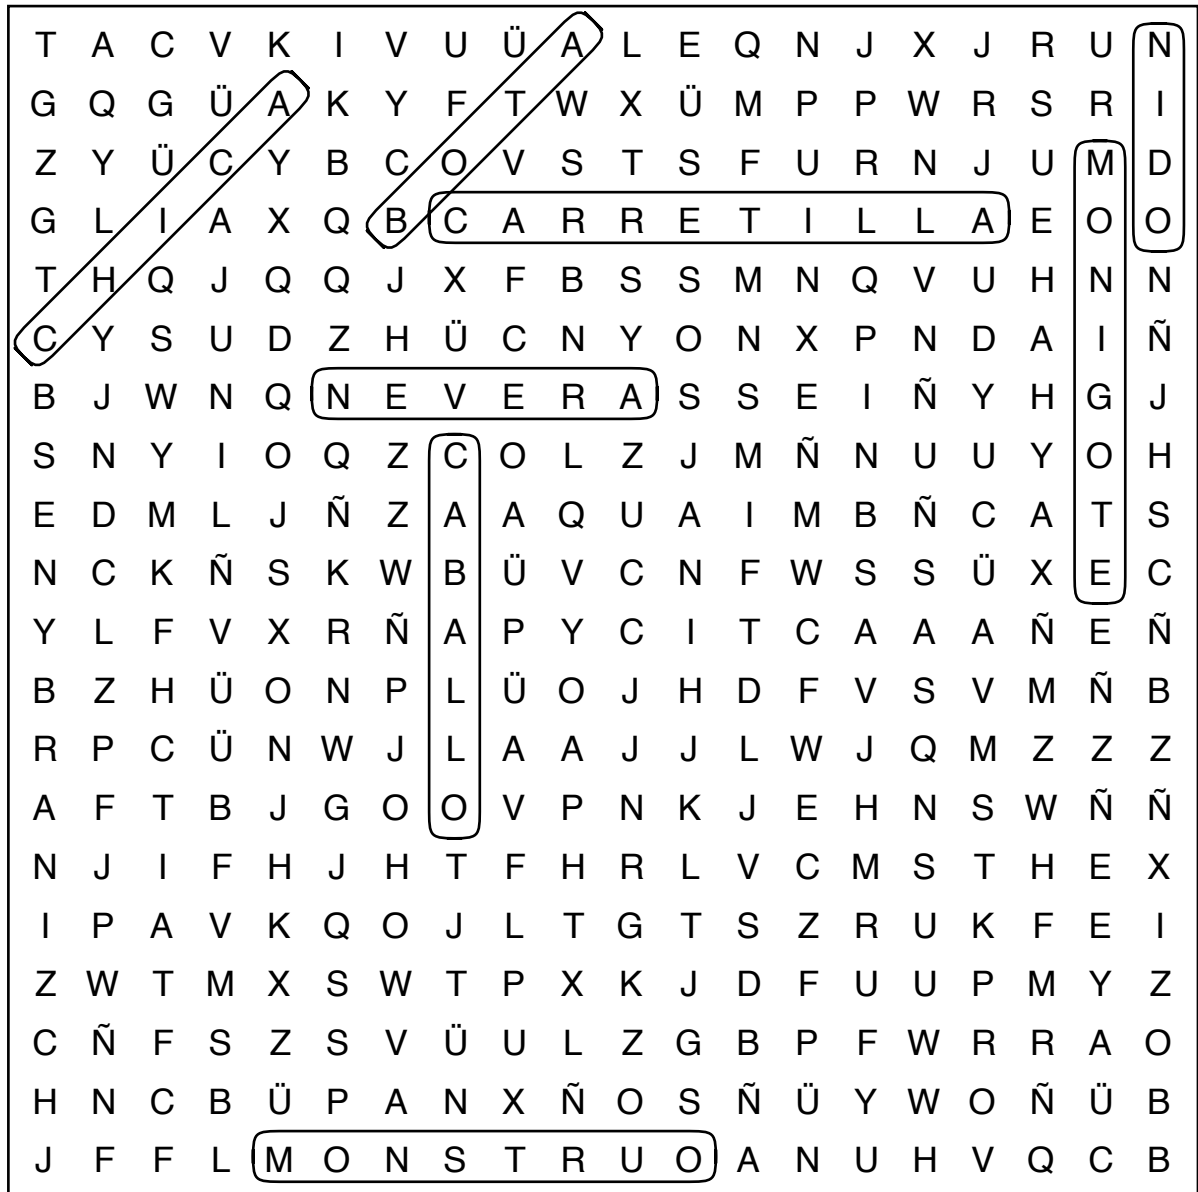 T A C V K I V U Ü A L E Q N J X J R U N
G Q G Ü A K Y F T W X Ü M P P W R S R I
Z Y Ü C Y B C O V S T S F U R N J U M D
G L I A X Q B C A R R E T I L L A E O O
T H Q J Q Q J X F B S S M N Q V U H N N
C Y S U D Z H Ü C N Y O N X P N D A I Ñ
B J W N Q N E V E R A S S E I Ñ Y H G J
S N Y I O Q Z C O L Z J M Ñ N U U Y O H
E D M L J Ñ Z A A Q U A I M B Ñ C A T S
N C K Ñ S K W B Ü V C N F W S S Ü X E C
Y L F V X R Ñ A P Y C I T C A A A Ñ E Ñ
B Z H Ü O N P L Ü O J H D F V S V M Ñ B
R P C Ü N W J L A A J J L W J Q M Z Z Z
A F T B J G O O V P N K J E H N S W Ñ Ñ
N J I F H J H T F H R L V C M S T H E X
I P A V K Q O J L T G T S Z R U K F E I
Z W T M X S W T P X K J D F U U P M Y Z
C Ñ F S Z S V Ü U L Z G B P F W R R A O
H N C B Ü P A N X Ñ O S Ñ Ü Y W O Ñ Ü B
J F F L M O N S T R U O A N U H V Q C B